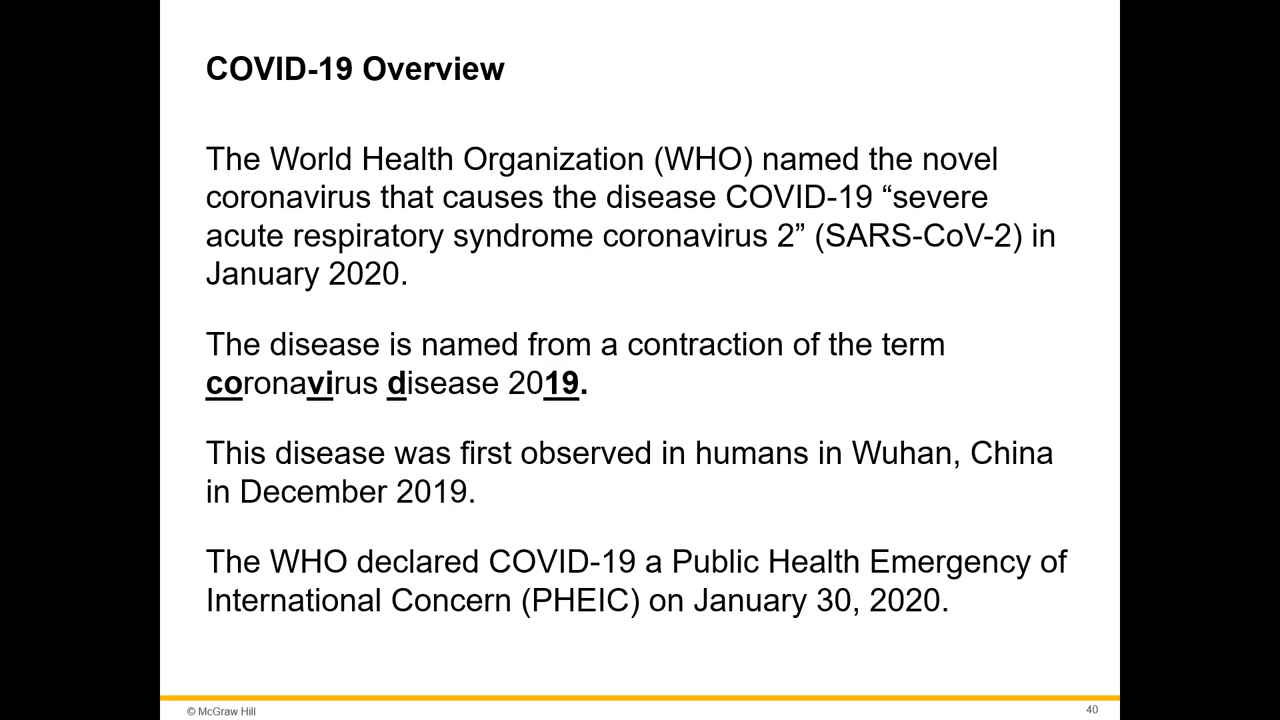 COVID-19 Overview
The World Health Organization (WHO) named the novel
coronavirus that causes the disease COVID-19 “severe
acute respiratory syndrome coronavirus 2” (SARS-CoV-2) in
January 2020.
The disease is named from a contraction of the term
coronavirus disease 2019.
This disease was first observed in humans in Wuhan, China
in December 2019.
The WHO declared COVID-19 a Public Health Emergency of
International Concern (PHEIC) on January 30, 2020.
© McGraw Hill
40